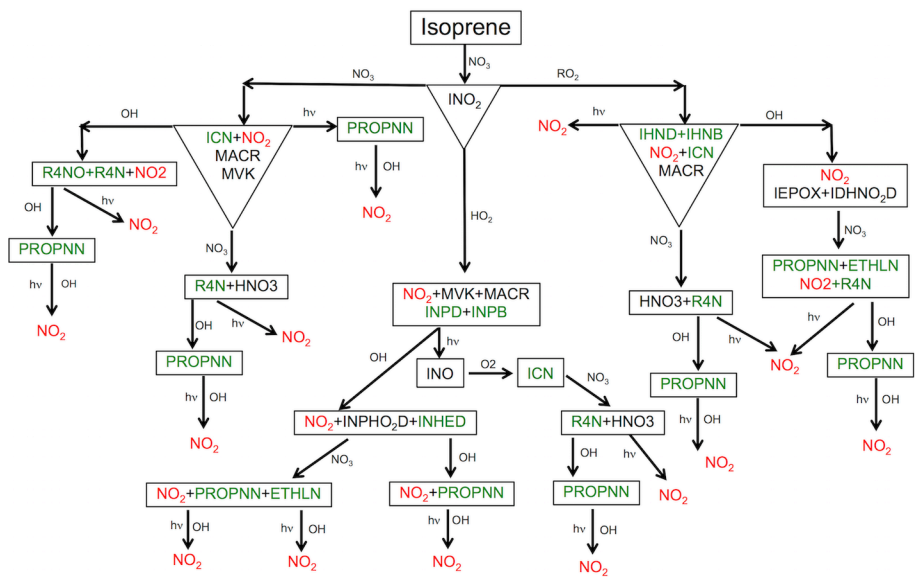 Isoprene
NO3
NO3
RO2
INO2
OH
hν
hν
OH
ICN+NO2
MACR
MVK
PROPNN
NO2
IHND+IHNB
NO2+ICN
MACR
R4NO+R4N+NO2
hν
OH
NO2
IEPOX+IDHNO2D
OH
hν
NO2
NO2
HO2
NO3
PROPNN
NO3
NO3
PROPNN+ETHLN
NO2+R4N
hν
OH
R4N+HNO3
NO2+MVK+MACR
INPD+INPB
HNO3+R4N
NO2
OH
hν
NO2
OH
hν
OH
hν
hν
OH
PROPNN
INO
O2
ICN
NO3
NO2
PROPNN
PROPNN
hν
OH
NO2+INPHO2D+INHED
R4N+HNO3
hν
OH
hν
OH
NO2
NO3
OH
OH
hν
NO2
NO2
NO2+PROPNN+ETHLN
NO2+PROPNN
PROPNN
NO2
hν
OH
hν
OH
hν
OH
hν
OH
NO2
NO2
NO2
NO2